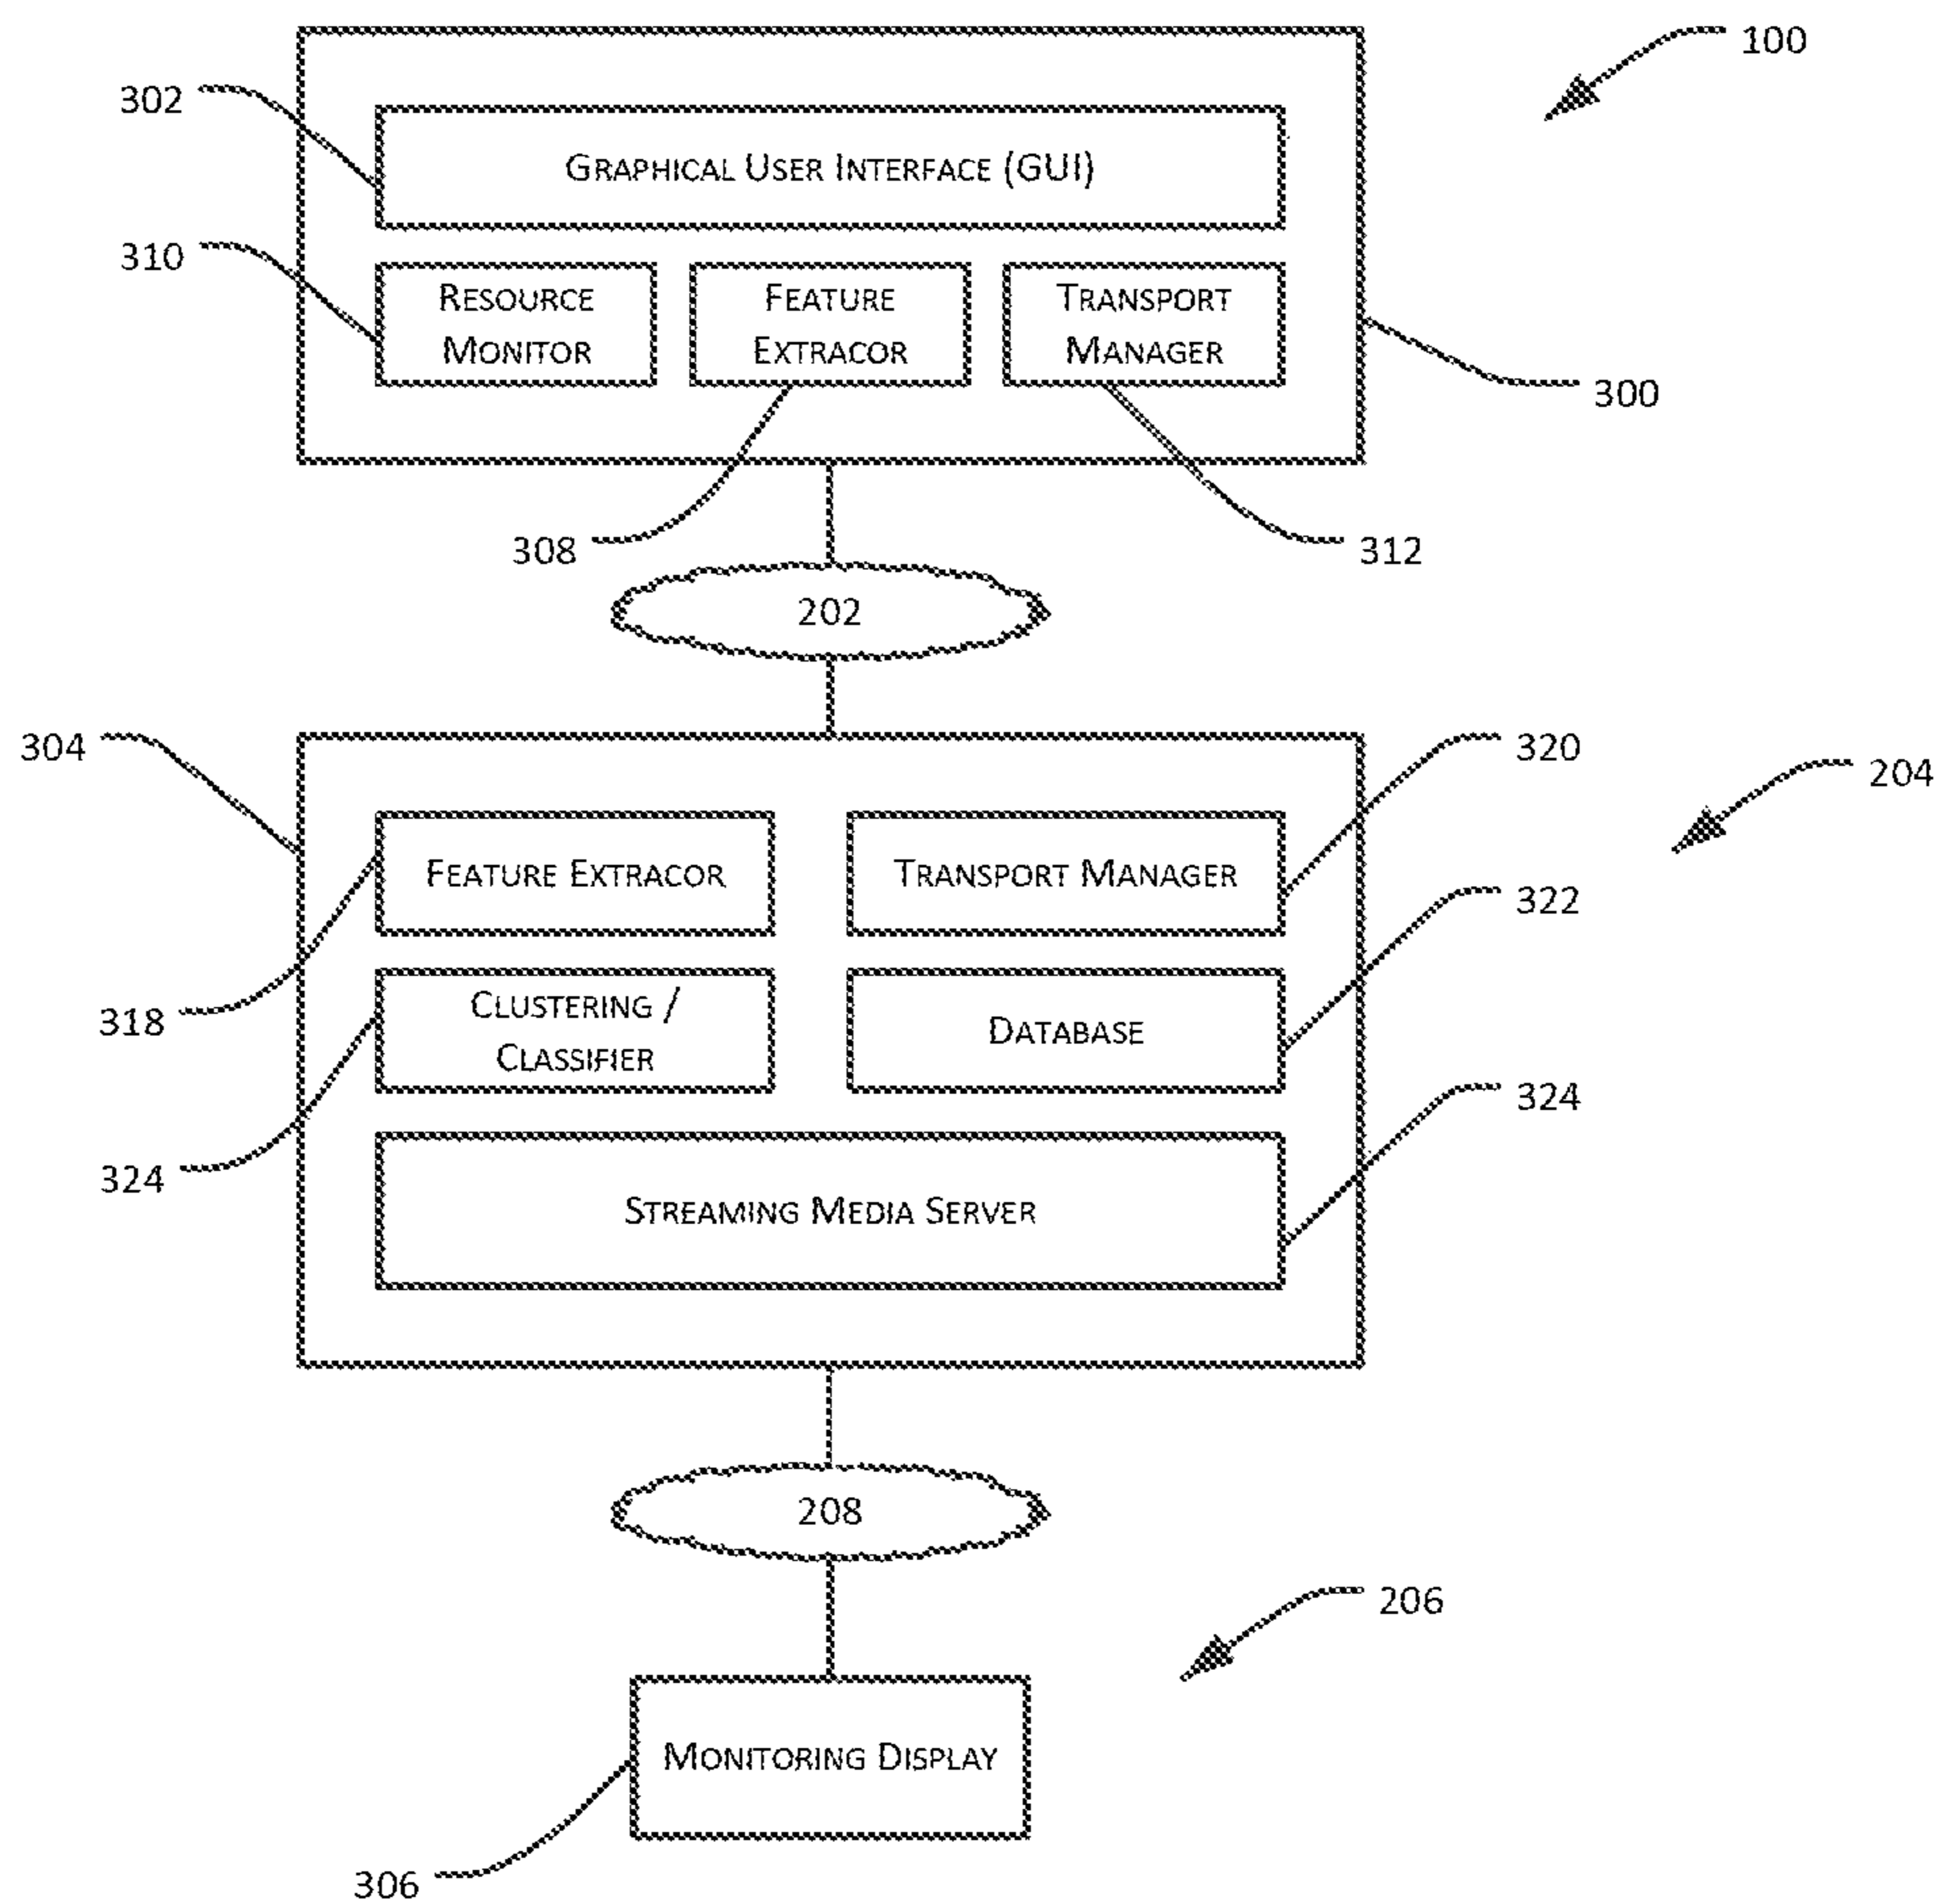 100
302
GRAPHICAL USER INTERFACE (GUI)
310
RESOURCE
MONITOR
FEATURE
EXTRACOR
TRANSPORT
MANAGER
300
308
312
202
304
320
204
FEATURE EXTRACOR
TRANSPORT MANAGER
322
318
CLUSTERING /
CLASSIFIER
DATABASE
324
324
STREAMING MEDIA SERVER
208
206
MONITORING DISPLAY
306